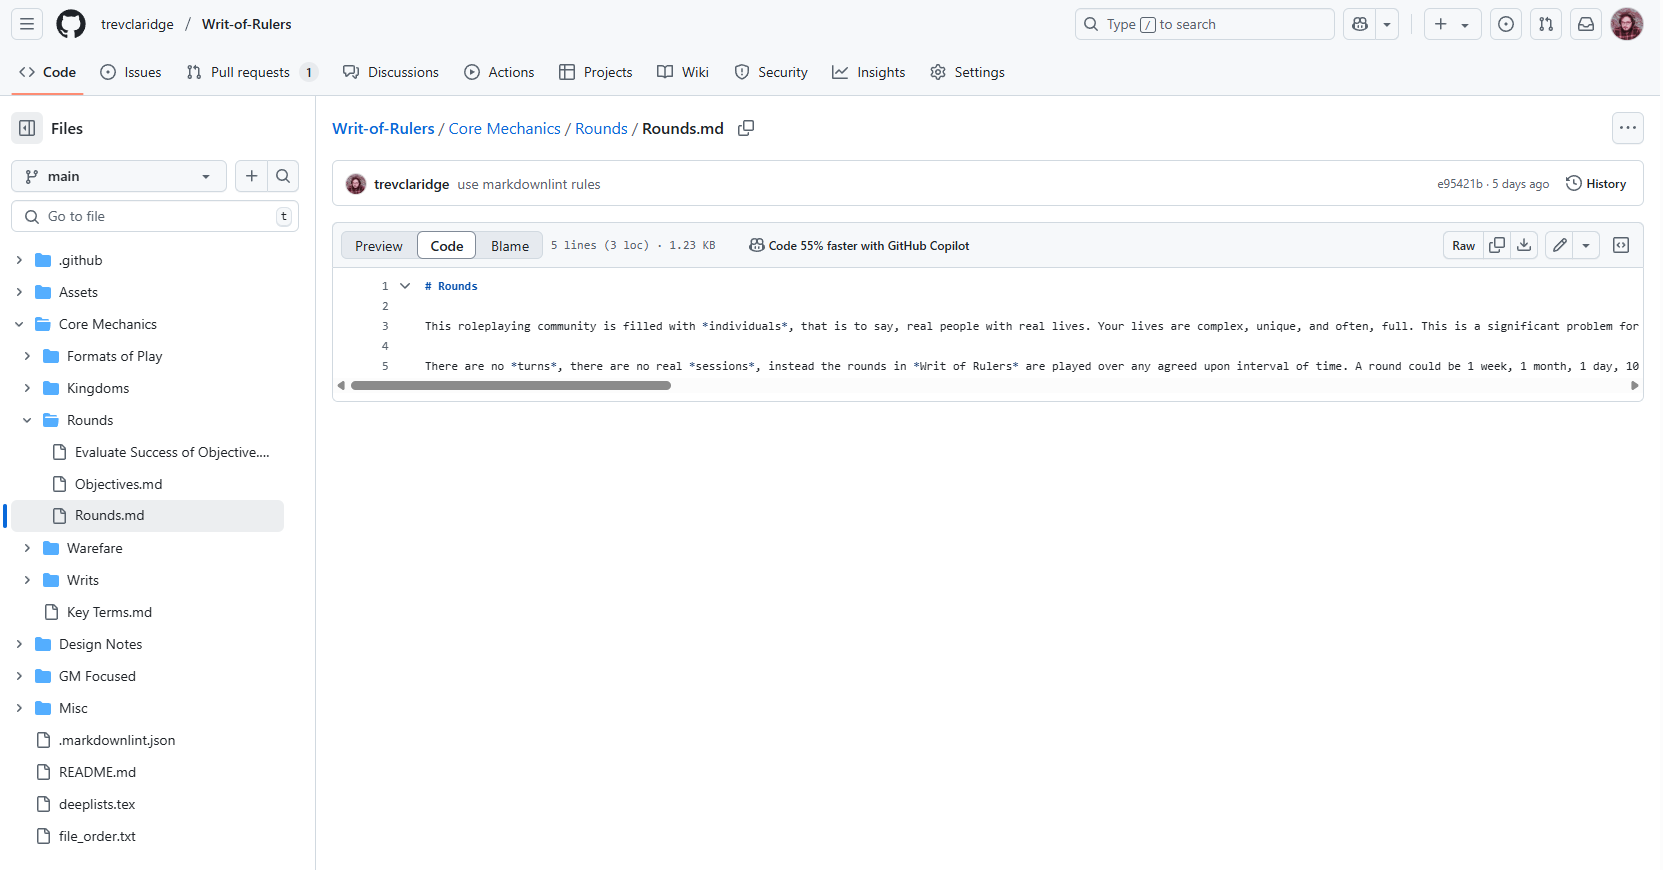 trevclaridge / Writ-of-Rulers
Type / to search
Code
Issues
Pull requests 1
Discussions
Actions
Projects
Wiki
Security
Insights
Settings
Files
main
Go to file
t
.github
Assets
Core Mechanics
Formats of Play
Kingdoms
Rounds
Evaluate Success of Objective....
Objectives.md
Rounds.md
Warefare
Writs
Key Terms.md
Design Notes
GM Focused
Misc
.markdownlint.json
README.md
deeplists.tex
file_order.txt
Writ-of-Rulers / Core Mechanics / Rounds / Rounds.md
trevclaridge use markdownlint rules
e95421b · 5 days ago
History
Preview
Code
Blame
5 lines (3 loc) · 1.23 KB
Code 55% faster with GitHub Copilot
Raw
1 # Rounds
2
3 This roleplaying community is filled with *individuals*, that is to say, real people with real lives. Your lives are complex, unique, and often, full. This is a significant problem for
4
5 There are no *turns*, there are no real *sessions*, instead the rounds in *Writ of Rulers* are played over any agreed upon interval of time. A round could be 1 week, 1 month, 1 day, 10